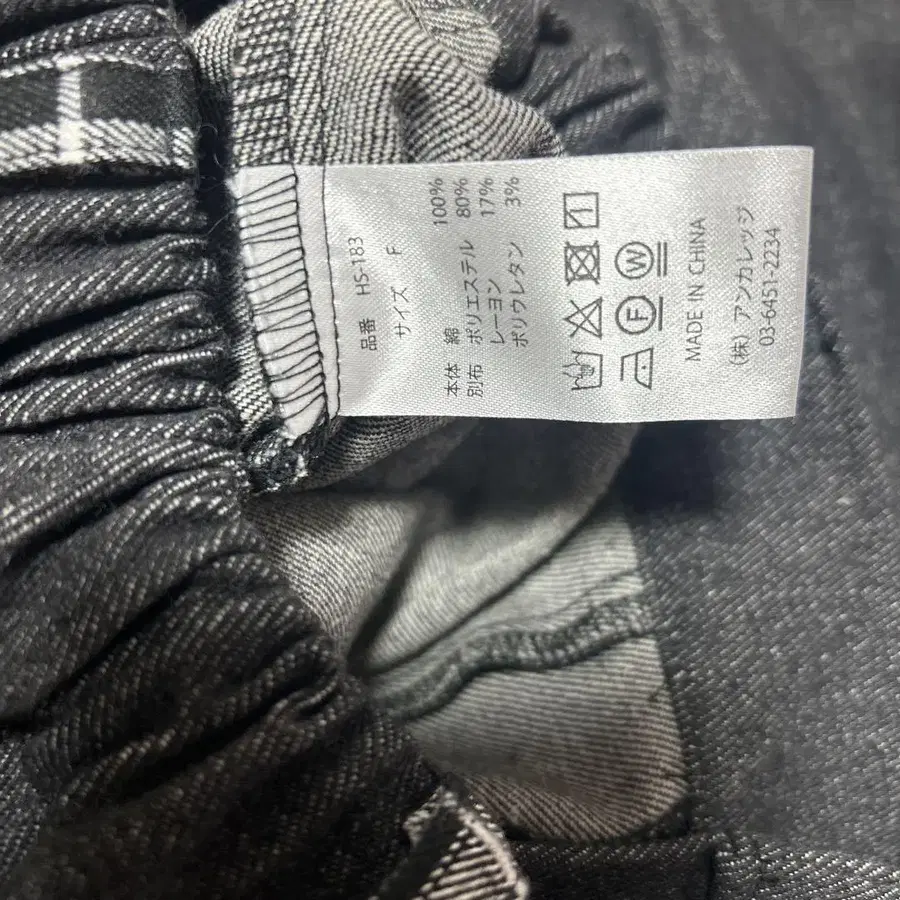 品番 HS-183
サイズ F
本体 綿 100%
別布 ポリエステル 80%
レーヨン 17%
ポリウレタン 3%
F W
MADE IN CHINA
(株) アンカレッジ
03-6451-2234